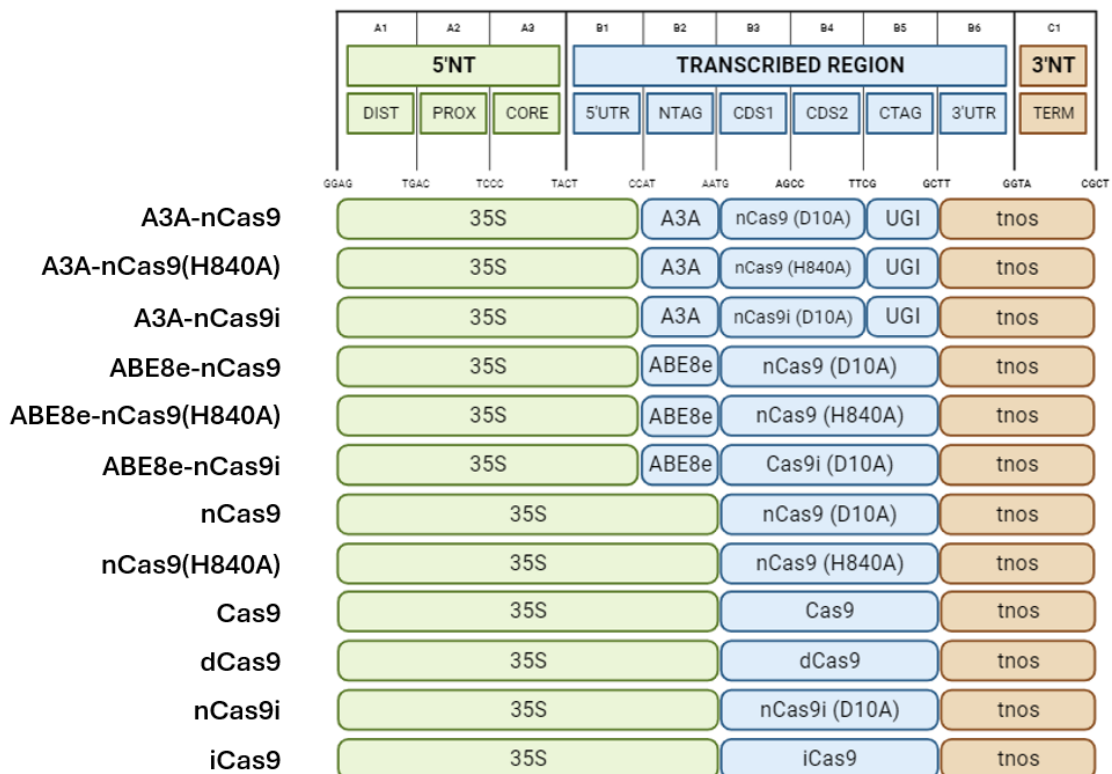 A1 A2 A3 B1 B2 B3 B4 B5 B6 C1
5'NT TRANSCRIBED REGION 3'NT
DIST PROX CORE 5'UTR NTAG CDS1 CDS2 CTAG 3'UTR TERM
GGAG TGAC TCCC TACT CCAT AATG AGCC TTCG GCTT GGTA CGCT
A3A-nCas9 35S A3A nCas9 (D10A) UGI tnos
A3A-nCas9(H840A) 35S A3A nCas9 (H840A) UGI tnos
A3A-nCas9i 35S A3A nCas9i (D10A) UGI tnos
ABE8e-nCas9 35S ABE8e nCas9 (D10A) tnos
ABE8e-nCas9(H840A) 35S ABE8e nCas9 (H840A) tnos
ABE8e-nCas9i 35S ABE8e Cas9i (D10A) tnos
nCas9 35S nCas9 (D10A) tnos
nCas9(H840A) 35S nCas9 (H840A) tnos
Cas9 35S Cas9 tnos
dCas9 35S dCas9 tnos
nCas9i 35S nCas9i (D10A) tnos
iCas9 35S iCas9 tnos